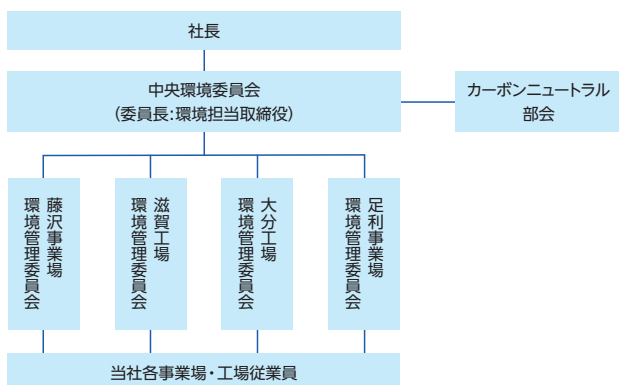 社長
中央環境委員会
(委員長:環境担当取締役)
カーボンニュートラル
部会
藤沢事業場
環境管理委員会
滋賀工場
環境管理委員会
大分工場
環境管理委員会
足利事業場
環境管理委員会
当社各事業場・工場従業員